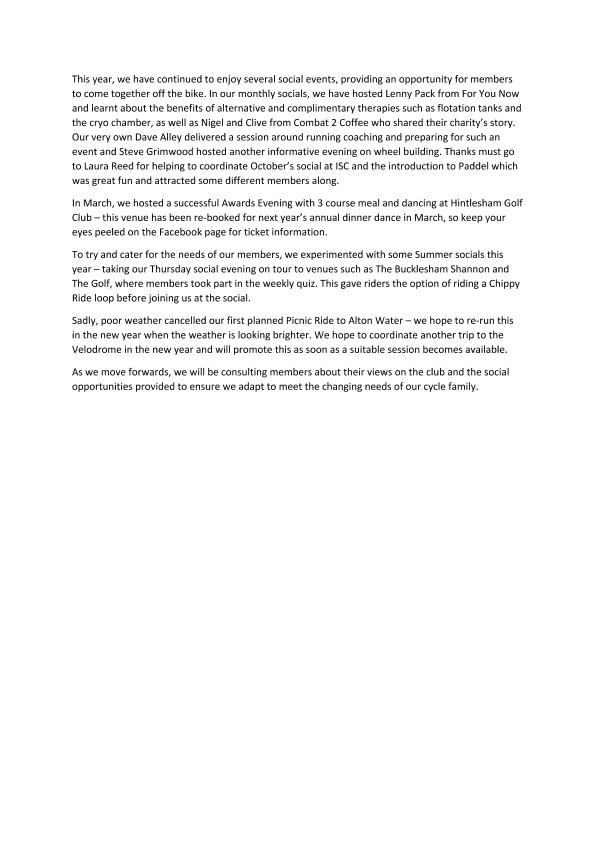 This year, we have continued to enjoy several social events, providing an opportunity for members
to come together off the bike. In our monthly socials, we have hosted Lenny Pack from For You Now
and learnt about the benefits of alternative and complimentary therapies such as flotation tanks and
the cryo chamber, as well as Nigel and Clive from Combat 2 Coffee who shared their charity’s story.
Our very own Dave Alley delivered a session around running coaching and preparing for such an
event and Steve Grimwood hosted another informative evening on wheel building. Thanks must go
to Laura Reed for helping to coordinate October’s social at ISC and the introduction to Paddel which
was great fun and attracted some different members along.
In March, we hosted a successful Awards Evening with 3 course meal and dancing at Hintlesham Golf
Club – this venue has been re-booked for next year’s annual dinner dance in March, so keep your
eyes peeled on the Facebook page for ticket information.
To try and cater for the needs of our members, we experimented with some Summer socials this
year – taking our Thursday social evening on tour to venues such as The Bucklesham Shannon and
The Golf, where members took part in the weekly quiz. This gave riders the option of riding a Chippy
Ride loop before joining us at the social.
Sadly, poor weather cancelled our first planned Picnic Ride to Alton Water – we hope to re-run this
in the new year when the weather is looking brighter. We hope to coordinate another trip to the
Velodrome in the new year and will promote this as soon as a suitable session becomes available.
As we move forwards, we will be consulting members about their views on the club and the social
opportunities provided to ensure we adapt to meet the changing needs of our cycle family.